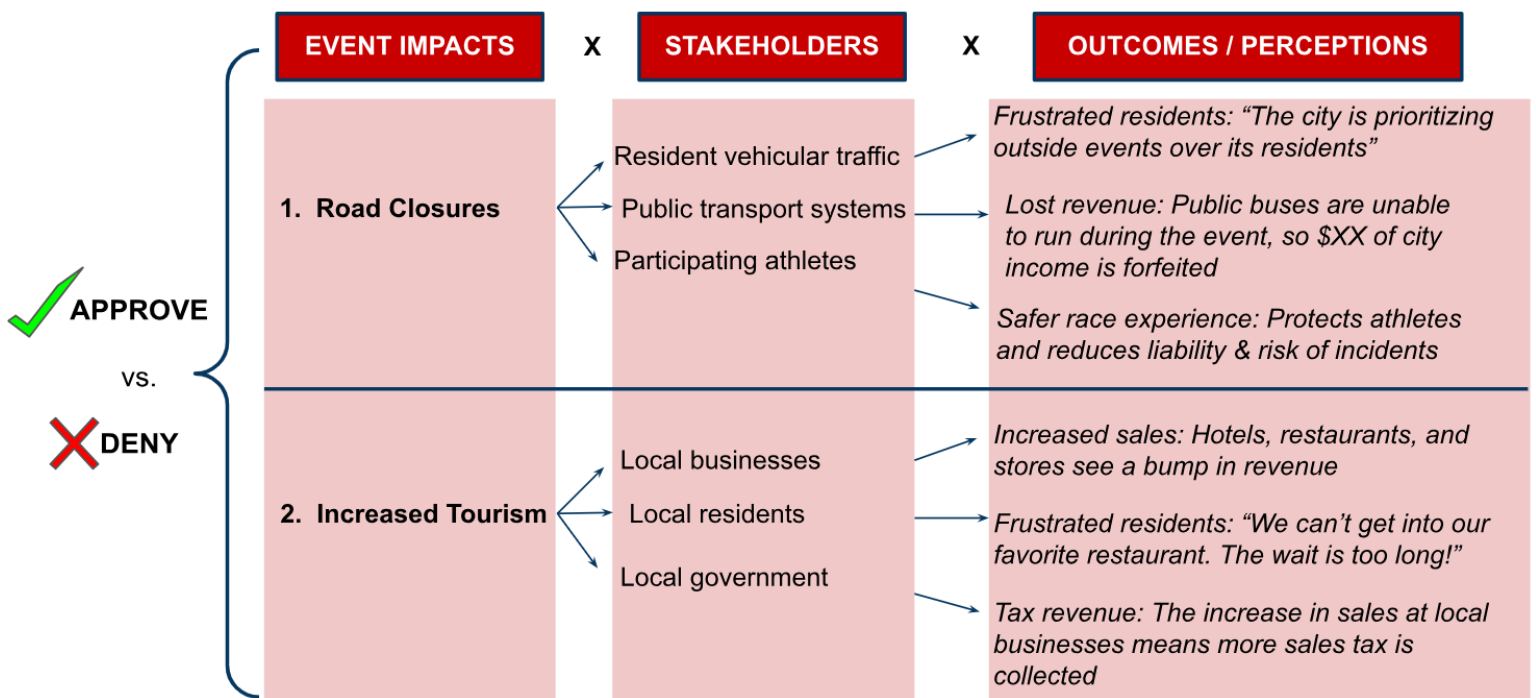 EVENT IMPACTS X STAKEHOLDERS X OUTCOMES / PERCEPTIONS
APPROVE
vs.
DENY
1. Road Closures
Resident vehicular traffic
Public transport systems
Participating athletes
Frustrated residents: “The city is prioritizing
outside events over its residents”
Lost revenue: Public buses are unable
to run during the event, so $XX of city
income is forfeited
Safer race experience: Protects athletes
and reduces liability & risk of incidents
2. Increased Tourism
Local businesses
Local residents
Local government
Increased sales: Hotels, restaurants, and
stores see a bump in revenue
Frustrated residents: “We can’t get into our
favorite restaurant. The wait is too long!”
Tax revenue: The increase in sales at local
businesses means more sales tax is
collected